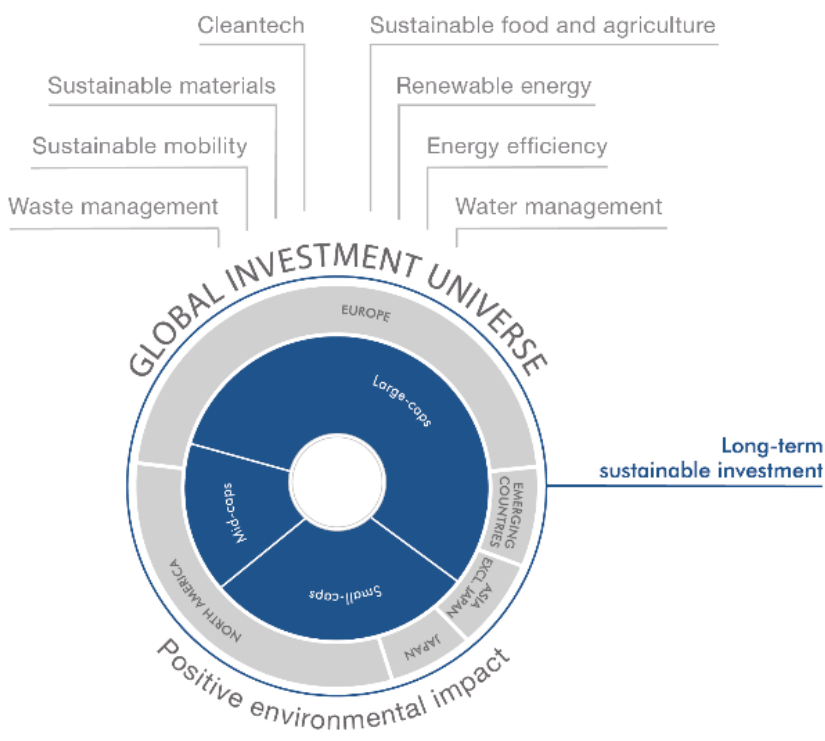 Cleantech
Sustainable food and agriculture
Sustainable materials
Renewable energy
Sustainable mobility
Energy efficiency
Waste management
Water management
GLOBAL INVESTMENT UNIVERSE
EUROPE
Large-caps
Long-term
sustainable investment
EMERGING
COUNTRIES
Mid-caps
ASIA
EXCL. JAPAN
Small-caps
NORTH AMERICA
JAPAN
Positive environmental impact